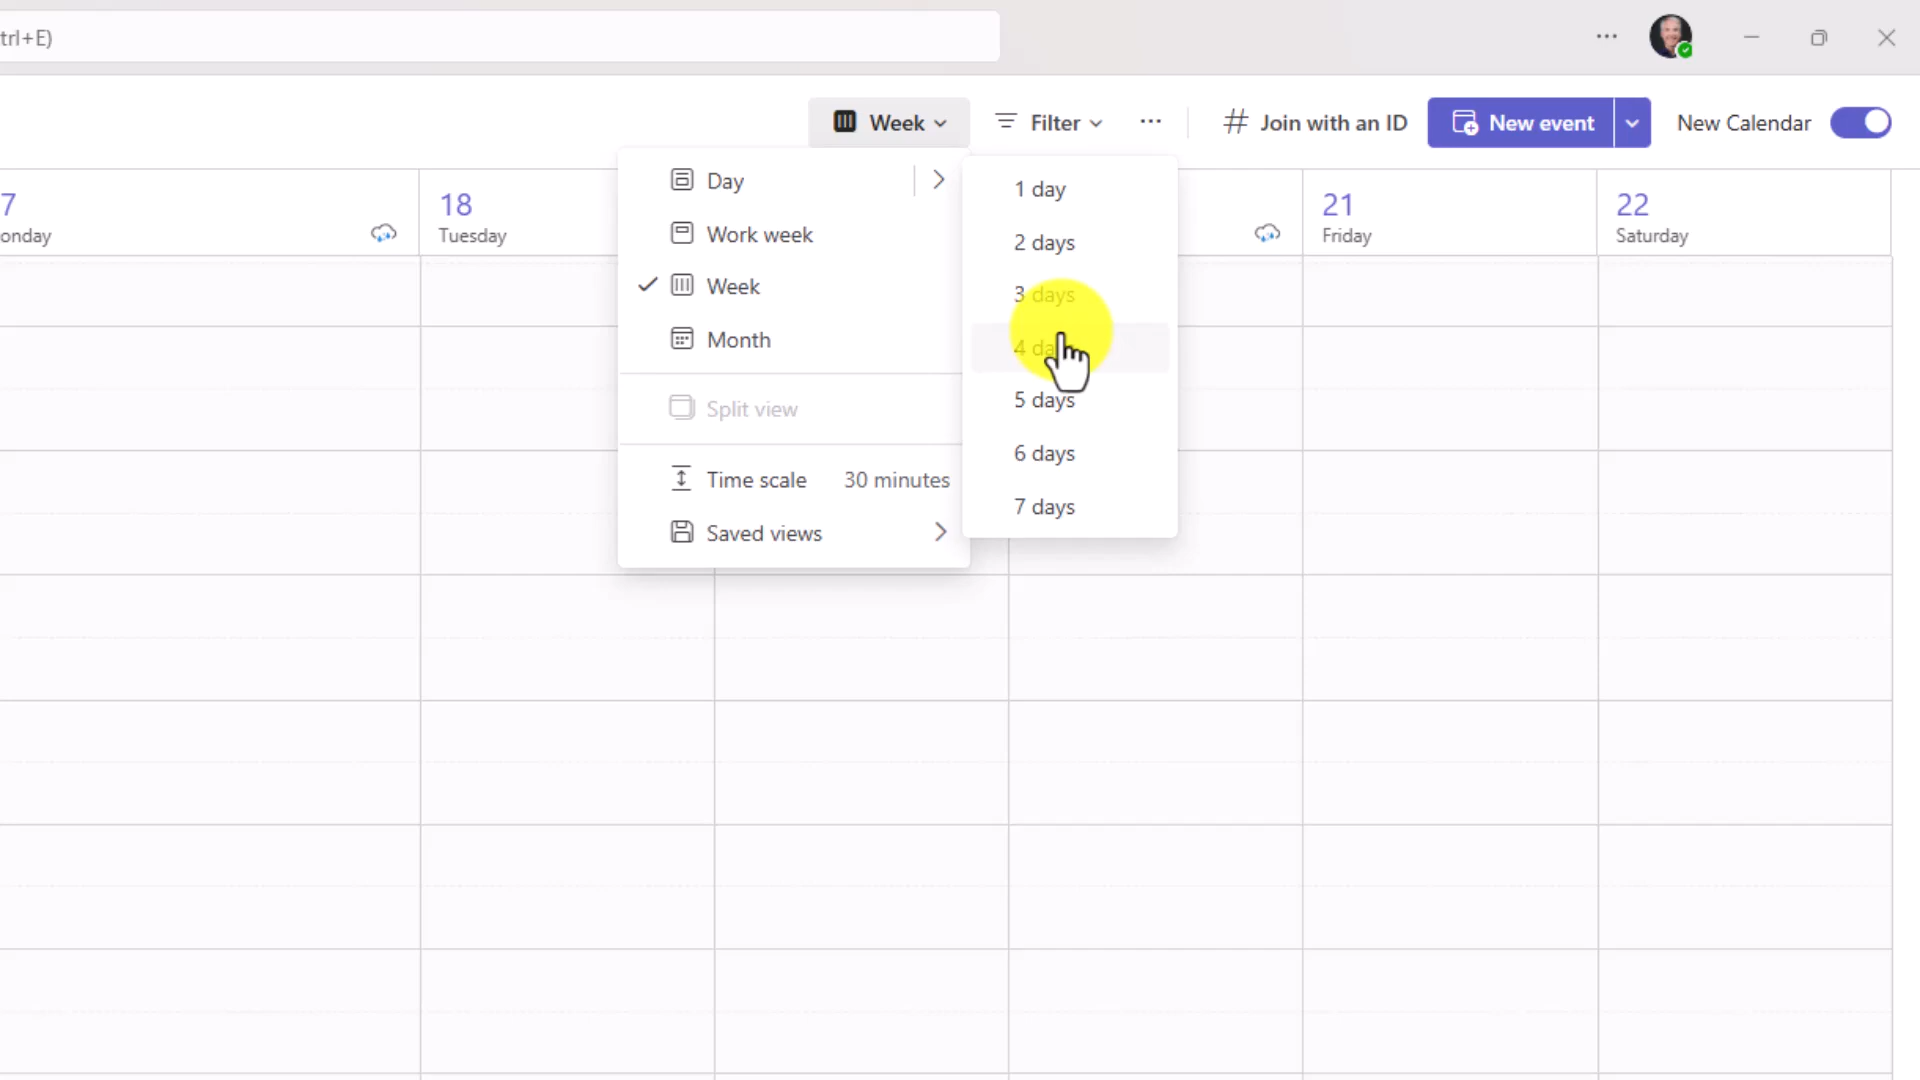 trl+E)
Week
Filter
Join with an ID
New event
New Calendar
7
onday
18
Tuesday
21
Friday
22
Saturday
Day
Work week
Week
Month
Split view
Time scale 30 minutes
Saved views
1 day
2 days
3 days
4 da
5 days
6 days
7 days